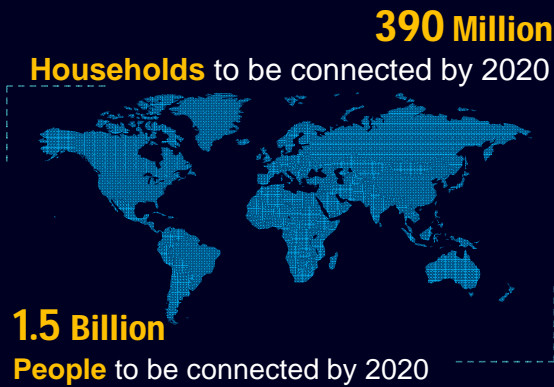 390 Million
Households to be connected by 2020
1.5 Billion
People to be connected by 2020